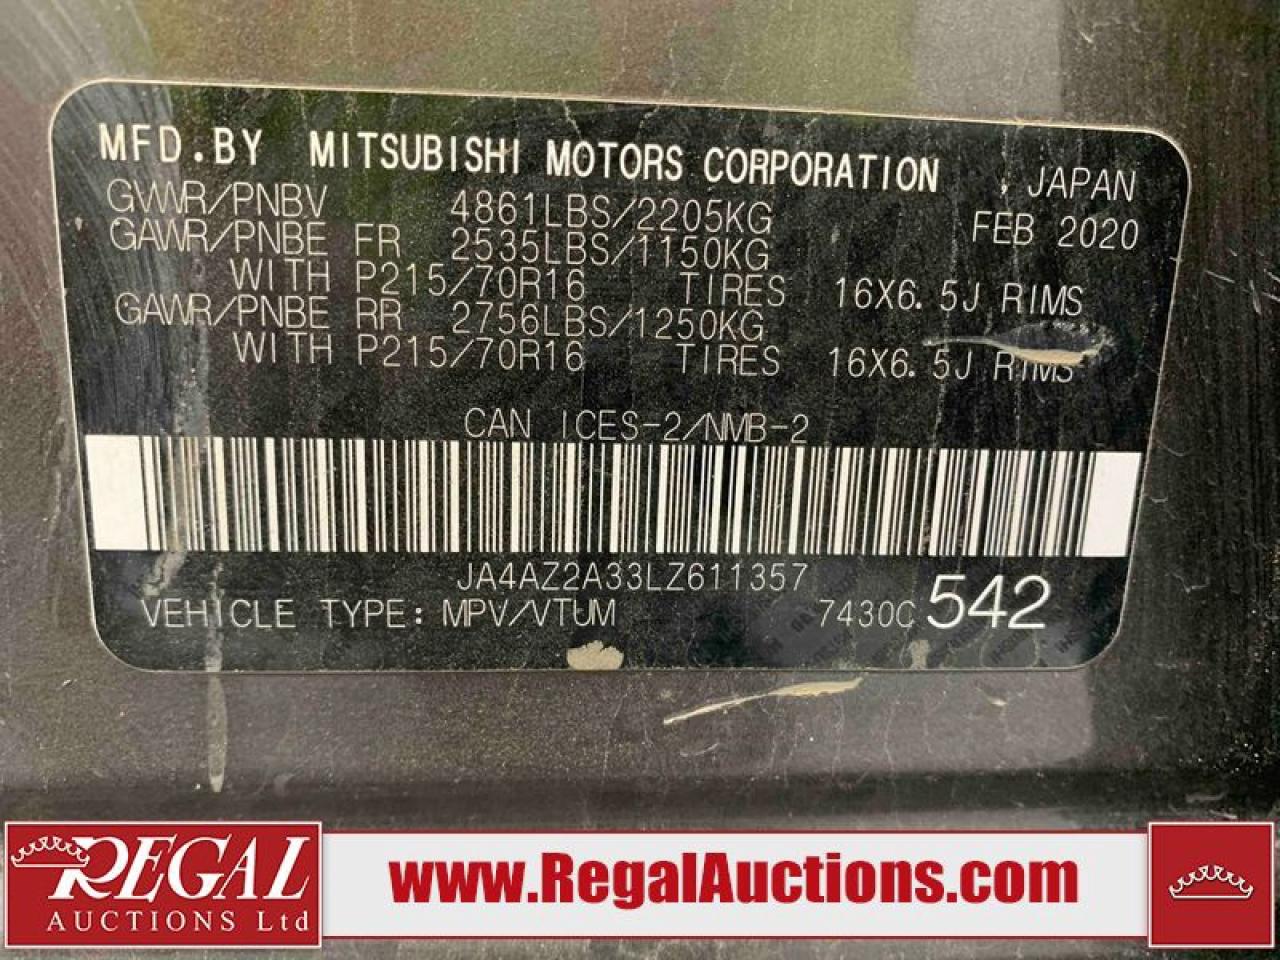 MFD.BY MITSUBISHI MOTORS CORPORATION
JAPAN
GVWR/PNBV 4861LBS/2205KG
FEB 2020
GAWR/PNBE FR 2535LBS/1150KG
WITH P215/70R16 TIRES 16X6.5J RIMS
GAWR/PNBE RR 2756LBS/1250KG
WITH P215/70R16 TIRES 16X6.5J RIMS
CAN ICES-2/NMB-2
JA4AZ2A33LZ611357
VEHICLE TYPE: MPV/VTUM 7430C 542
REGAL
AUCTIONS Ltd
www.RegalAuctions.com